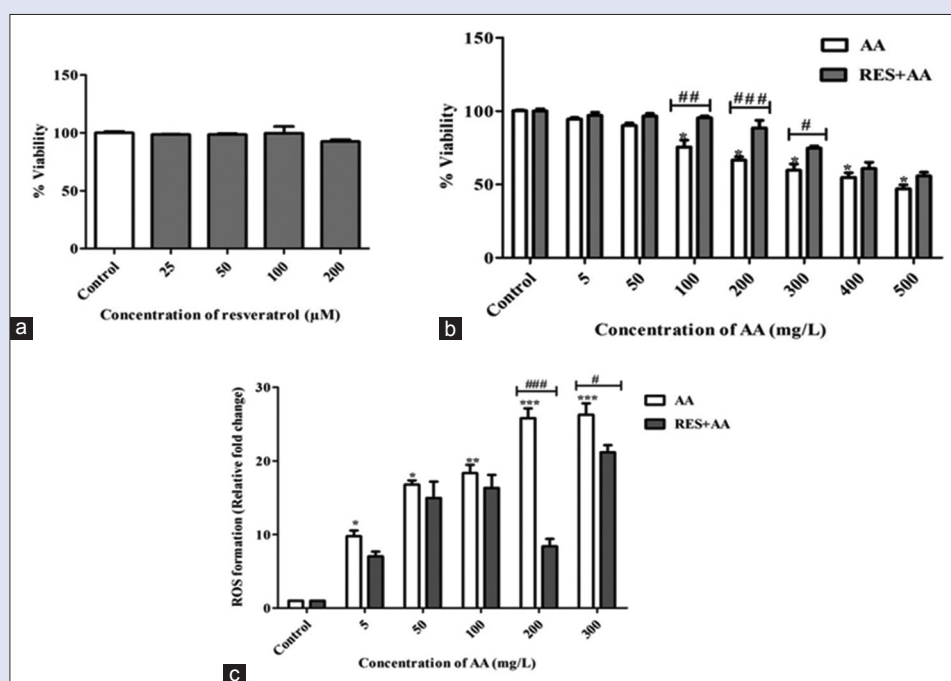 150
100
50
0
% Viability
Control
25
50
100
200
Concentration of resveratrol (µM)
a
150
100
50
0
% Viability
AA
RES+AA
##
###
#
*
*
*
*
*
Control
5
50
100
200
300
400
500
Concentration of AA (mg/L)
b
30
20
10
0
ROS formation (Relative fold change)
AA
RES+AA
###
#
*
*
**
***
***
Control
5
50
100
200
300
Concentration of AA (mg/L)
c